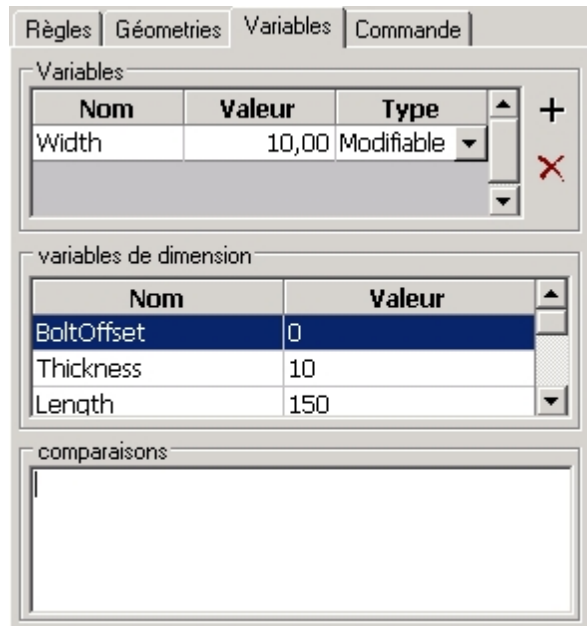 Règles Géometries Variables Commande
Variables
Nom Valeur Type
Width 10,00 Modifiable
variables de dimension
Nom Valeur
BoltOffset 0
Thickness 10
Length 150
comparaisons